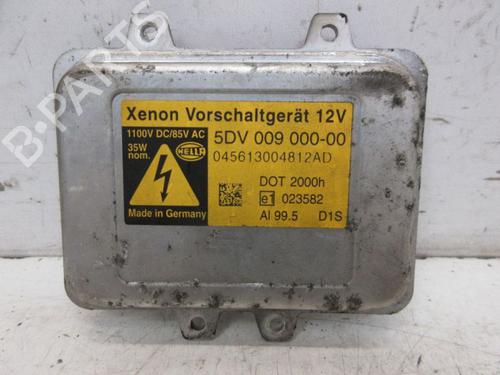 Xenon Vorschaltgerät 12V
1100V DC/85V AC
5DV 009 000-00
35W
nom.
HELLA
045613004812AD
DOT 2000h
e1 023582
Made in Germany
Al 99.5 D1S
B-PARTS